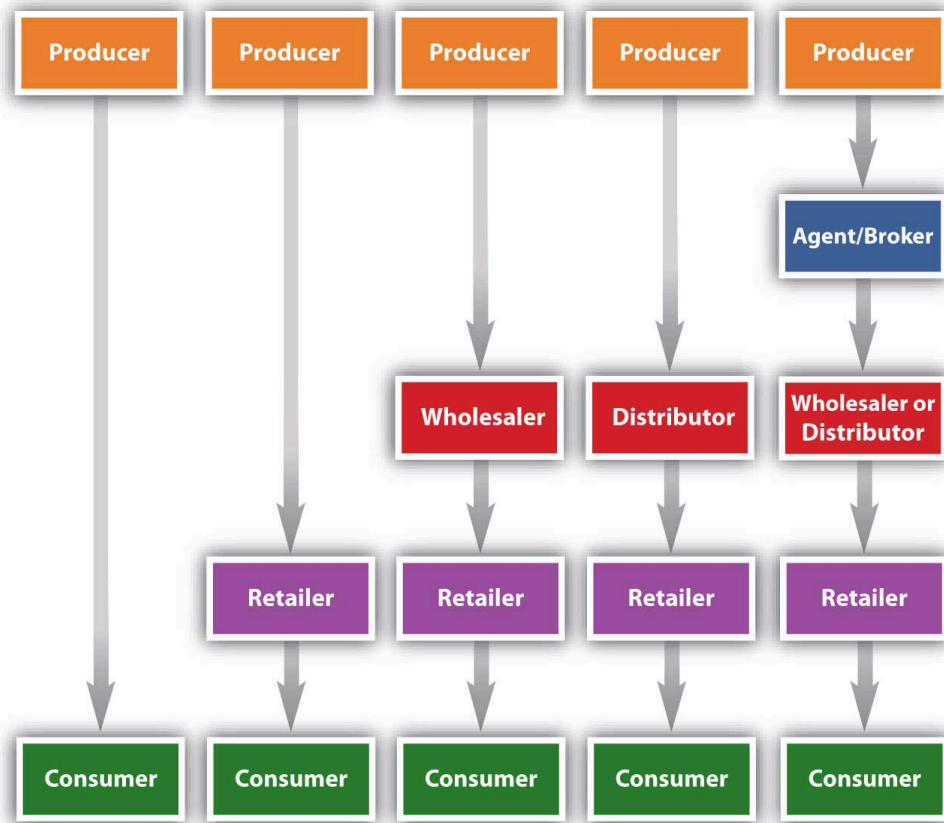 Producer
Producer
Producer
Producer
Producer
Agent/Broker
Wholesaler
Distributor
Wholesaler or
Distributor
Retailer
Retailer
Retailer
Retailer
Consumer
Consumer
Consumer
Consumer
Consumer